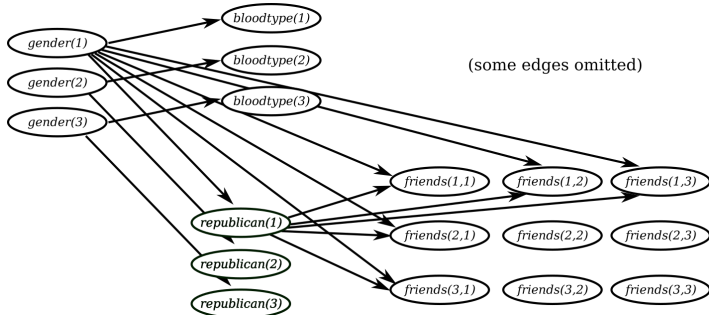 bloodtype(1)
gender(1)
bloodtype(2)
(some edges omitted)
gender(2)
bloodtype(3)
gender(3)
friends(1,1) friends(1,2) friends(1,3)
republican(1)
friends(2,1) friends(2,2) friends(2,3)
republican(2)
friends(3,1) friends(3,2) friends(3,3)
republican(3)